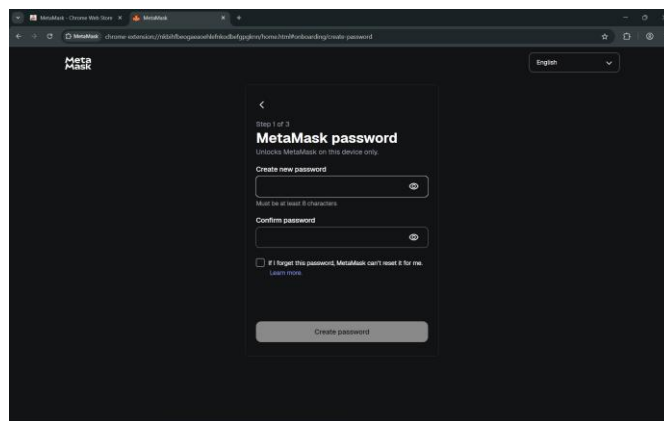 MetaMask - Chrome Web Store
MetaMask
MetaMask
chrome-extension://nkbihfbeogaeaoehlefnkodbefgpgknn/home.html#onboarding/create-password
Meta
Mask
English
Step 1 of 3
MetaMask password
Unlocks MetaMask on this device only.
Create new password
Must be at least 8 characters
Confirm password
If I forget this password, MetaMask can't reset it for me.
Learn more.
Create password